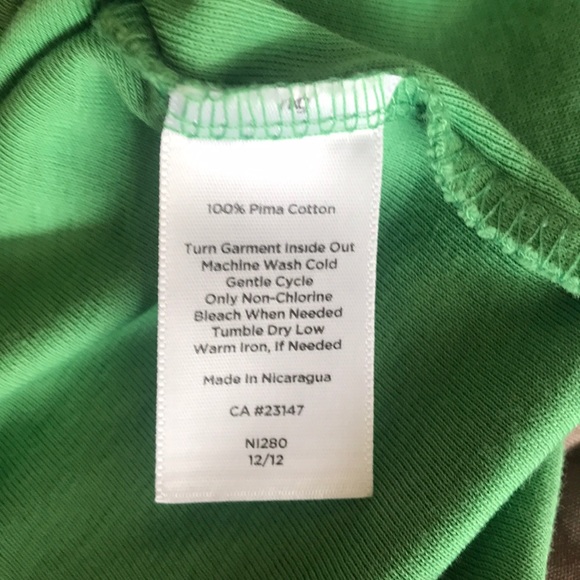 100% Pima Cotton
Turn Garment Inside Out
Machine Wash Cold
Gentle Cycle
Only Non-Chlorine
Bleach When Needed
Tumble Dry Low
Warm Iron, If Needed
Made In Nicaragua
CA #23147
NI280
12/12